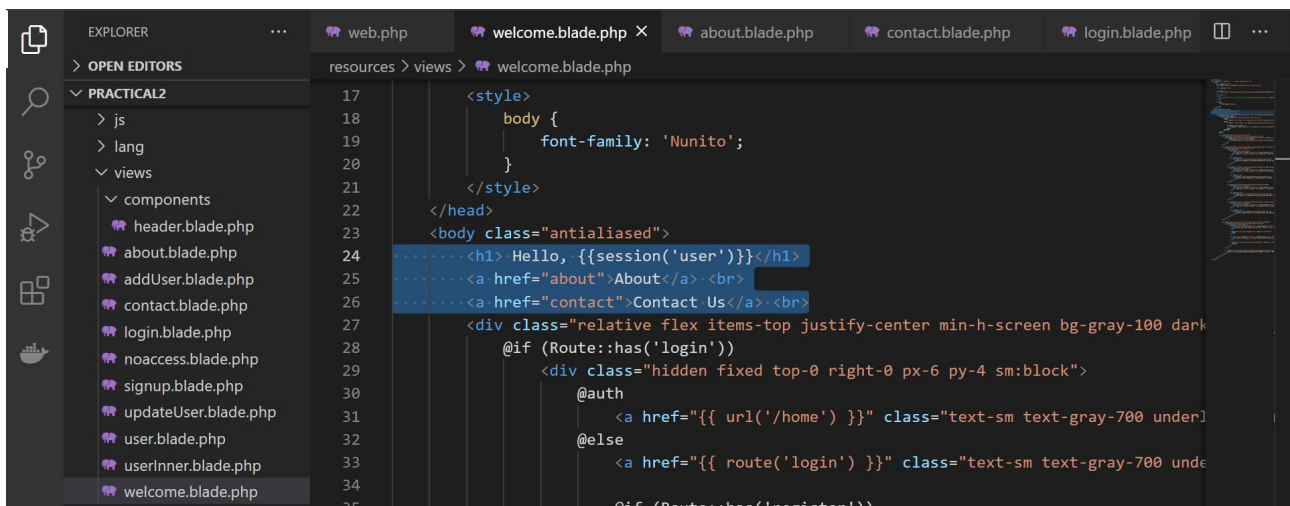 EXPLORER ...
> OPEN EDITORS
PRACTICAL2
> js
> lang
views
components
header.blade.php
about.blade.php
addUser.blade.php
contact.blade.php
login.blade.php
noaccess.blade.php
signup.blade.php
updateUser.blade.php
user.blade.php
userInner.blade.php
welcome.blade.php
web.php welcome.blade.php about.blade.php contact.blade.php login.blade.php ...
resources > views > welcome.blade.php
17 <style>
18 body {
19 font-family: 'Nunito';
20 }
21 </style>
22 </head>
23 <body class="antialiased">
24 <h1> Hello, {{session('user')}}</h1>
25 <a href="about">About</a> <br>
26 <a href="contact">Contact Us</a> <br>
27 <div class="relative flex items-top justify-center min-h-screen bg-gray-100 dark
28 @if (Route::has('login'))
29 <div class="hidden fixed top-0 right-0 px-6 py-4 sm:block">
30 @auth
31 <a href="{{ url('/home') }}" class="text-sm text-gray-700 underl
32 @else
33 <a href="{{ route('login') }}" class="text-sm text-gray-700 unde
34
@if (Route::has('register'))